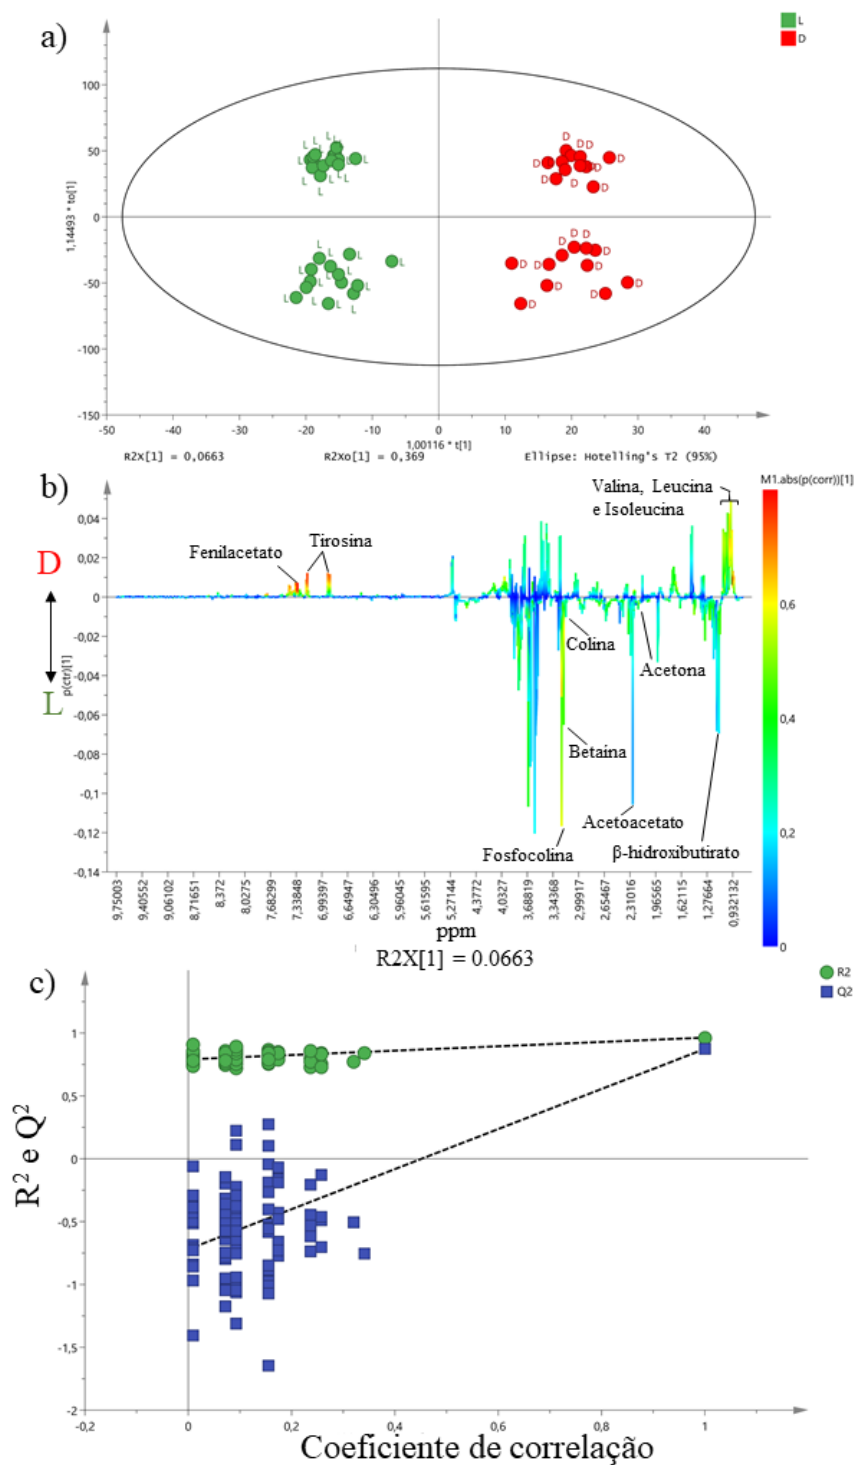 a)
L
D
100
50
0
-50
-100
-150
1,14493 * to[1]
L L L L L L L L L L L L L
D D D D D D D D D
L L L L L L L L L L L L
D D D D D D D D D D D
-50 -40 -30 -20 -10 0 10 20 30 40 50
1,00116 * t[1]
R2X[1] = 0,0663 R2Xo[1] = 0,369 Ellipse: Hotelling's T2 (95%)
b)
M1.abs(p(corr))[1]
Valina, Leucina
e Isoleucina
Fenilacetato
Tirosina
Colina
Acetona
Betaina
Acetoacetato
Fosfocolina
β-hidroxibutirato
D
L
p(ctr)[1]
0,04
0,02
0
-0,02
-0,04
-0,06
-0,08
-0,1
-0,12
-0,14
0,6
0,4
0,2
0
9,75003 9,40552 9,06102 8,71651 8,372 8,0275 7,68299 7,33848 6,99397 6,64947 6,30496 5,96045 5,61595 5,27144 4,3772 4,0327 3,68819 3,34368 2,99917 2,65467 2,31016 1,96565 1,62115 1,27664 0,932132
ppm
R2X[1] = 0.0663
c)
R2
Q2
R² e Q²
1
0,5
0
-0,5
-1
-1,5
-2
-0,2 0 0,2 0,4 0,6 0,8 1
Coeficiente de correlação